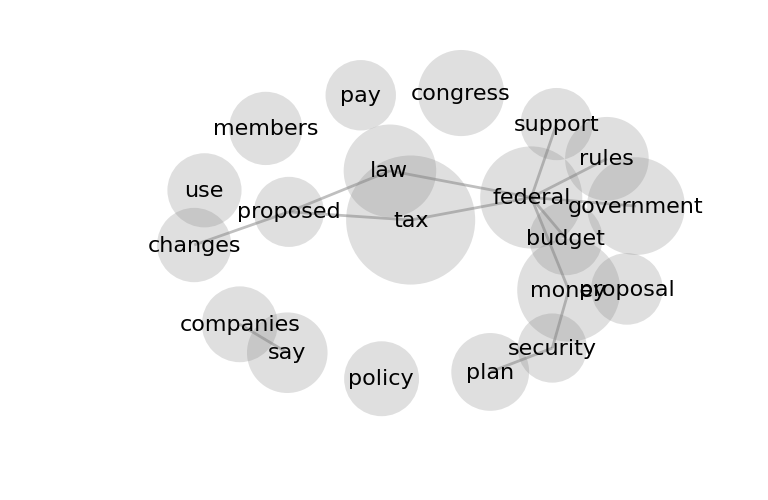 pay
congress
members
support
rules
law
use
federal
government
proposed
tax
budget
changes
money
proposal
companies
say
security
policy
plan